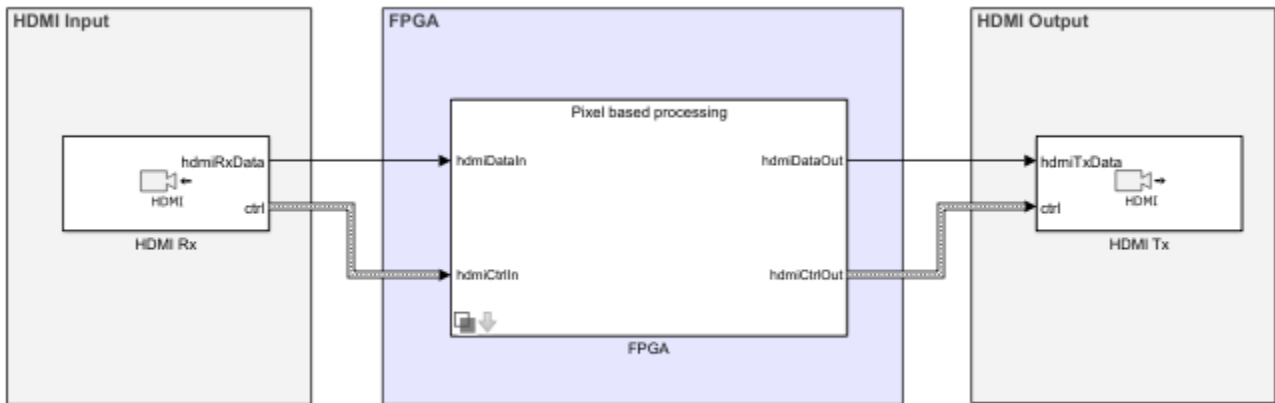 HDMI Input
FPGA
HDMI Output
Pixel based processing
hdmiRxData
HDMI
ctrl
HDMI Rx
hdmiDataIn
hdmiDataOut
hdmiCtrlIn
hdmiCtrlOut
FPGA
hdmiTxData
HDMI
ctrl
HDMI Tx